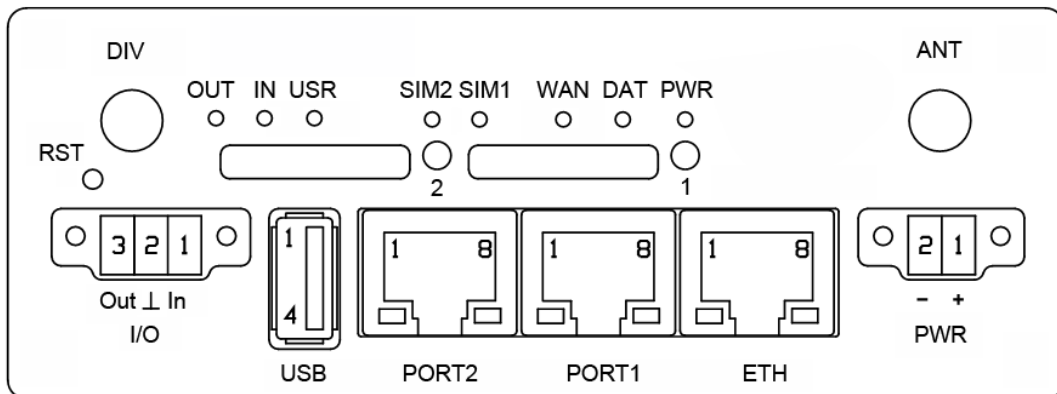 DIV ANT
OUT IN USR SIM2 SIM1 WAN DAT PWR
RST
2 1
3 2 1 1 1 8 1 8 1 8 2 1
4
Out ⊥ In - +
I/O PWR
USB PORT2 PORT1 ETH